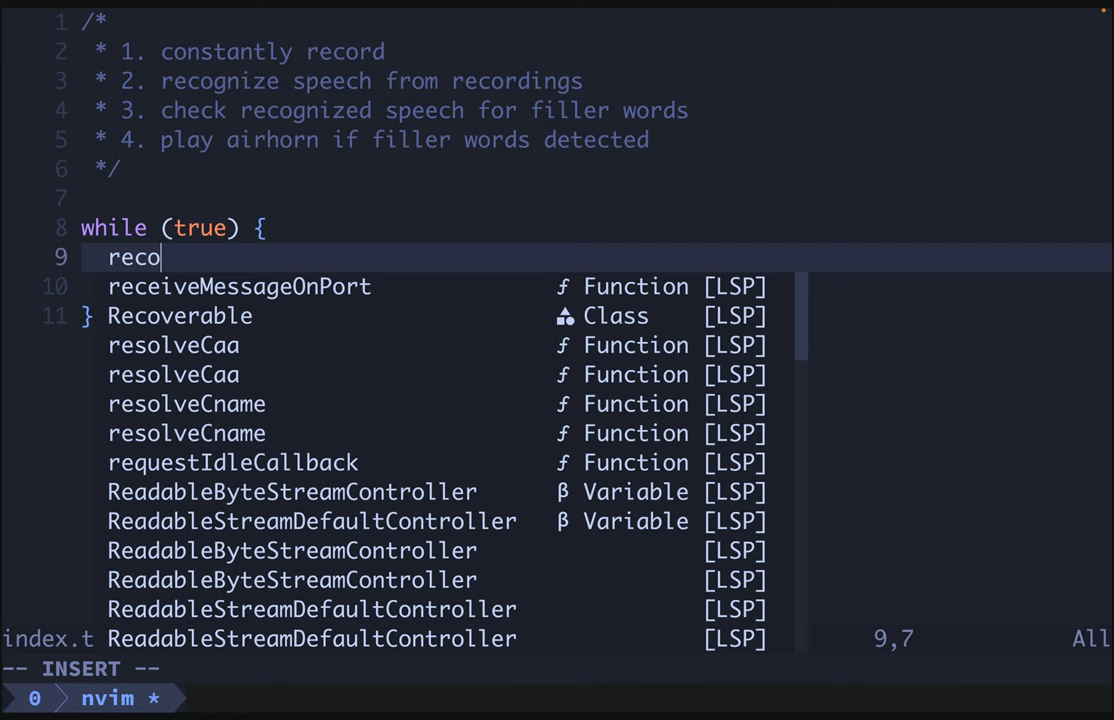 1 /*
2 * 1. constantly record
3 * 2. recognize speech from recordings
4 * 3. check recognized speech for filler words
5 * 4. play airhorn if filler words detected
6 */
7
8 while (true) {
9 reco
10 receiveMessageOnPort ƒ Function [LSP]
11 } Recoverable Class [LSP]
resolveCaa ƒ Function [LSP]
resolveCaa ƒ Function [LSP]
resolveCname ƒ Function [LSP]
resolveCname ƒ Function [LSP]
requestIdleCallback ƒ Function [LSP]
ReadableByteStreamController β Variable [LSP]
ReadableStreamDefaultController β Variable [LSP]
ReadableByteStreamController [LSP]
ReadableByteStreamController [LSP]
ReadableStreamDefaultController [LSP]
index.t ReadableStreamDefaultController [LSP] 9,7 All
-- INSERT --
0 nvim *